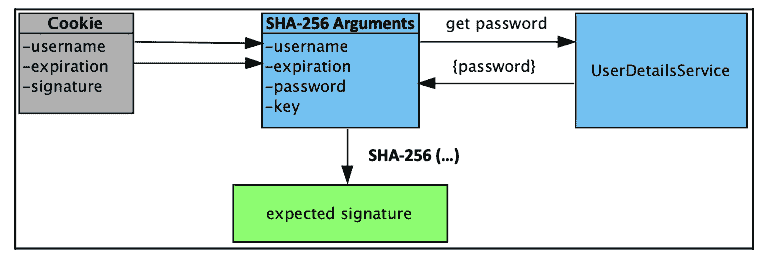 Cookie
-username
-expiration
-signature
SHA-256 Arguments
-username
-expiration
-password
-key
get password
{password}
UserDetailsService
SHA-256 (...)
expected signature